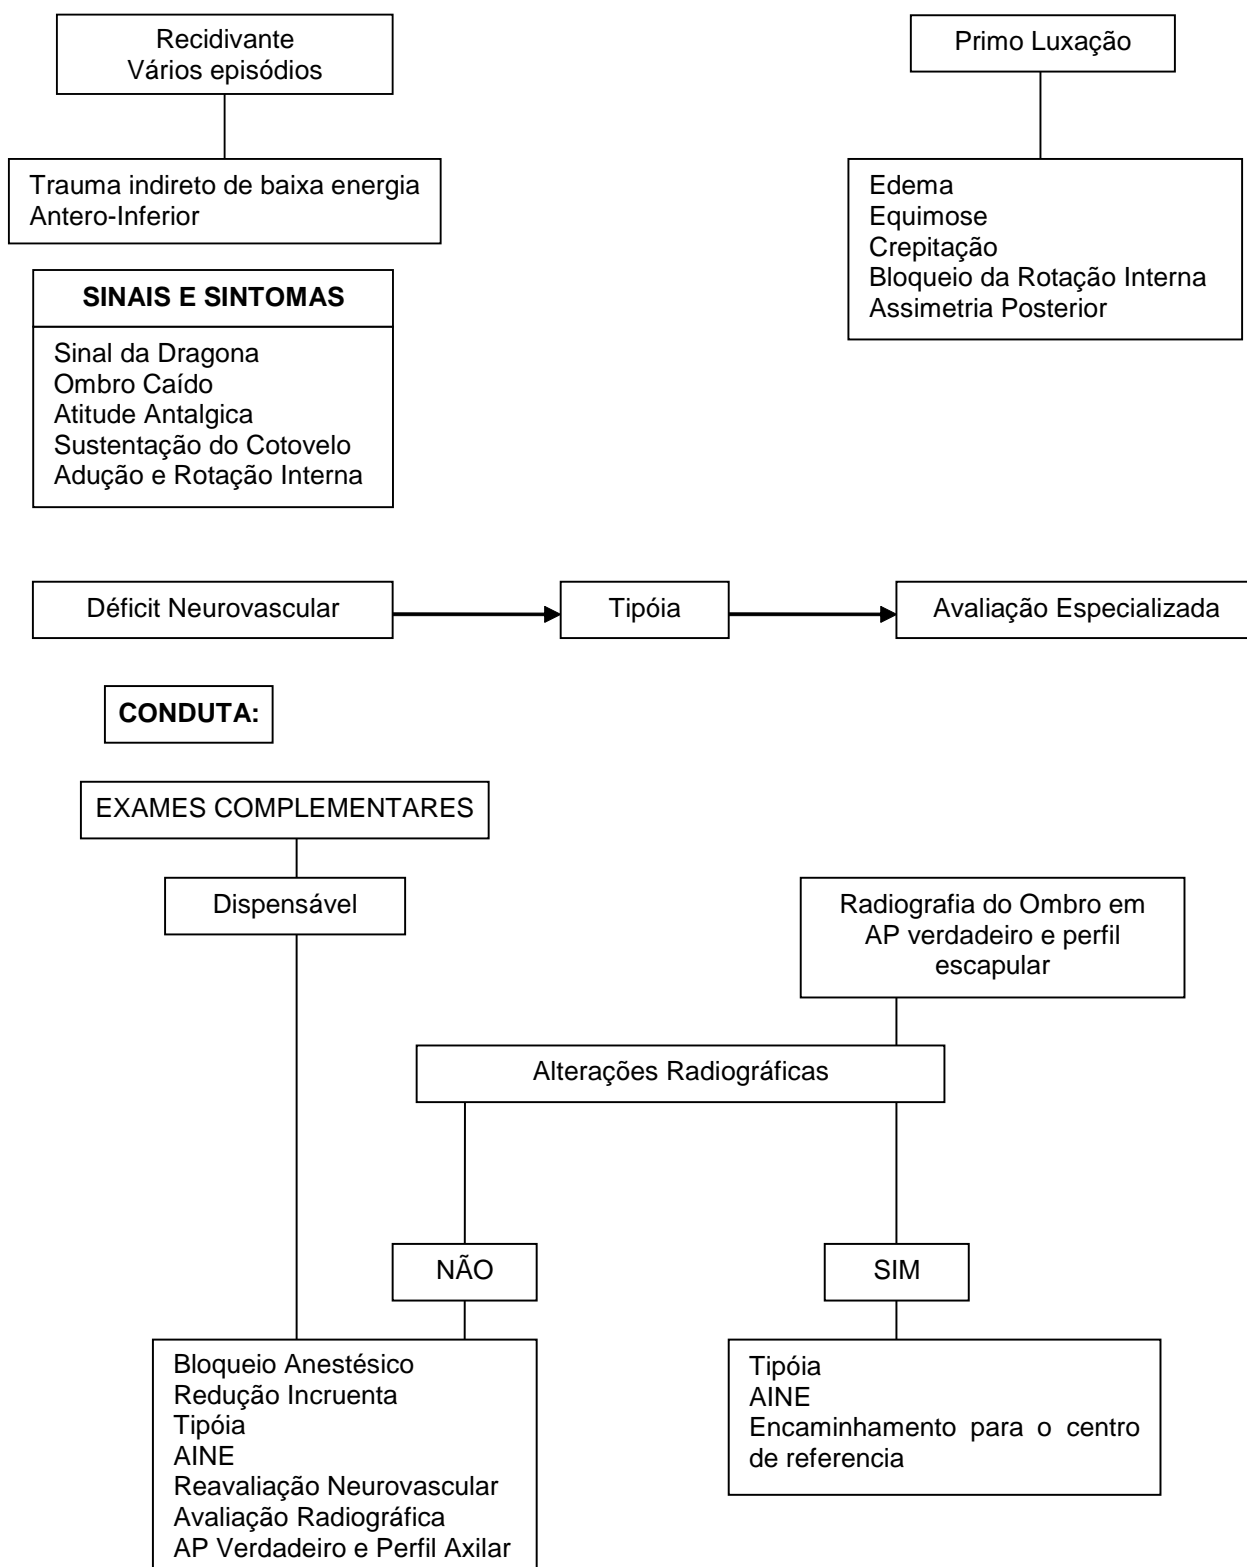 Recidivante
Vários episódios
Primo Luxação
Trauma indireto de baixa energia
Antero-Inferior
Edema
Equimose
Crepitação
Bloqueio da Rotação Interna
Assimetria Posterior
SINAIS E SINTOMAS
Sinal da Dragona
Ombro Caído
Atitude Antalgica
Sustentação do Cotovelo
Adução e Rotação Interna
Déficit Neurovascular
Tipóia
Avaliação Especializada
CONDUTA:
EXAMES COMPLEMENTARES
Dispensável
Radiografia do Ombro em
AP verdadeiro e perfil
escapular
Alterações Radiográficas
NÃO
SIM
Bloqueio Anestésico
Redução Incruenta
Tipóia
AINE
Reavaliação Neurovascular
Avaliação Radiográfica
AP Verdadeiro e Perfil Axilar
Tipóia
AINE
Encaminhamento para o centro
de referencia